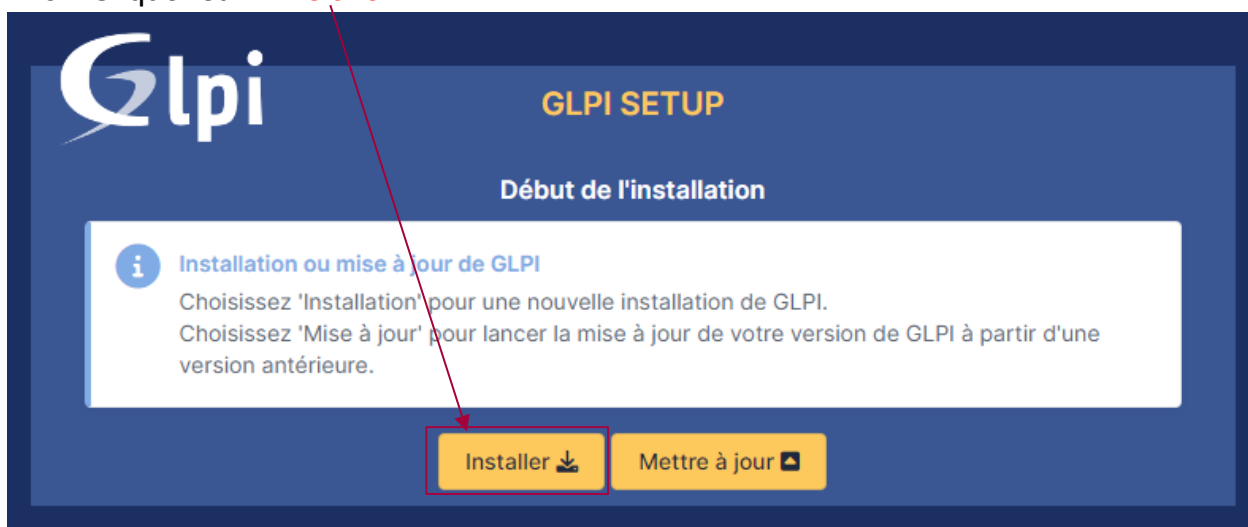 Glpi
GLPI SETUP
Début de l'installation
Installation ou mise à jour de GLPI
Choisissez 'Installation' pour une nouvelle installation de GLPI.
Choisissez 'Mise à jour' pour lancer la mise à jour de votre version de GLPI à partir d'une
version antérieure.
Installer
Mettre à jour